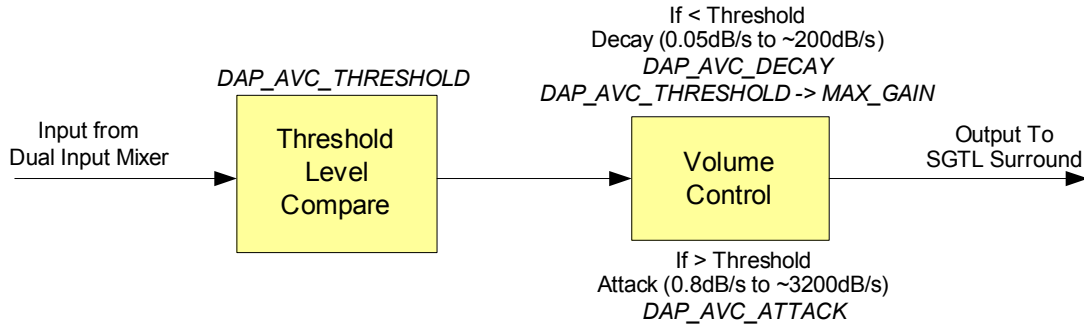 If < Threshold
Decay (0.05dB/s to ~200dB/s)
DAP_AVC_DECAY
DAP_AVC_THRESHOLD -> MAX_GAIN
DAP_AVC_THRESHOLD
Input from
Dual Input Mixer
Threshold
Level
Compare
Volume
Control
Output To
SGTL Surround
If > Threshold
Attack (0.8dB/s to ~3200dB/s)
DAP_AVC_ATTACK